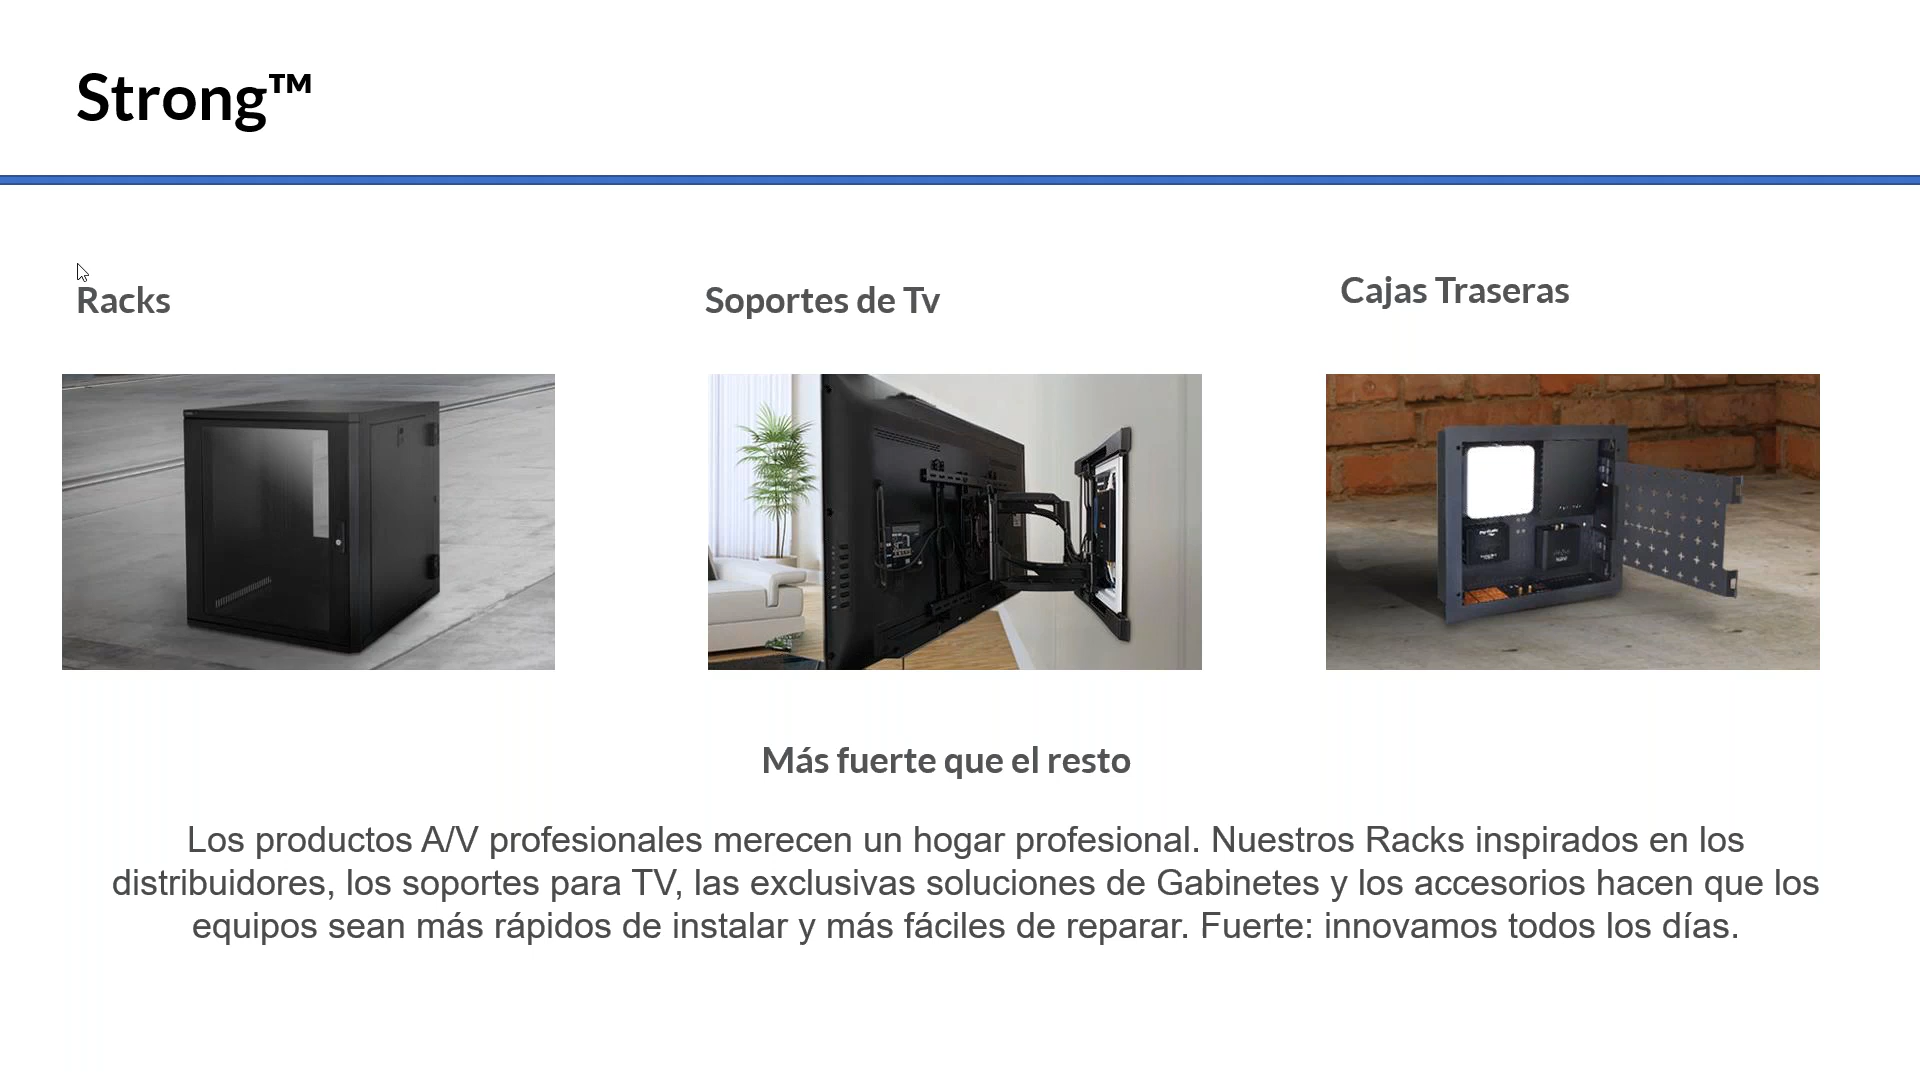 Strong™
Racks
Soportes de Tv
Cajas Traseras
Más fuerte que el resto
Los productos A/V profesionales merecen un hogar profesional. Nuestros Racks inspirados en los
distribuidores, los soportes para TV, las exclusivas soluciones de Gabinetes y los accesorios hacen que los
equipos sean más rápidos de instalar y más fáciles de reparar. Fuerte: innovamos todos los días.